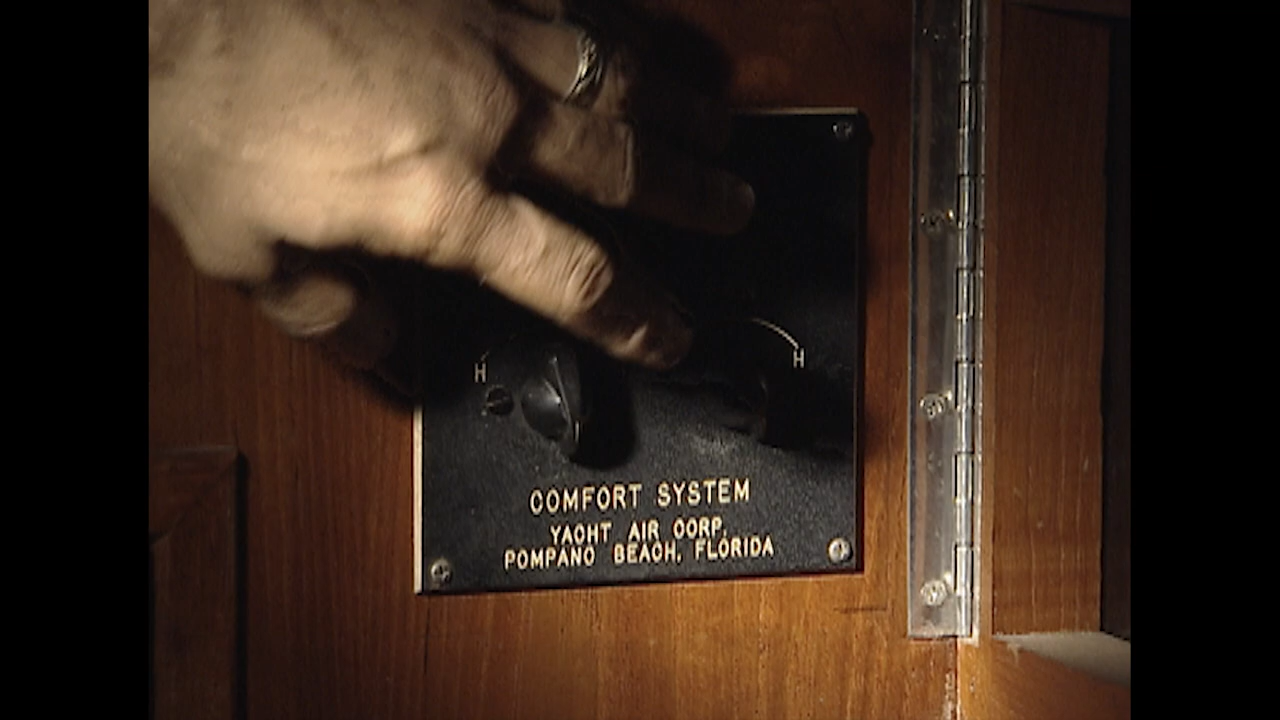 H H
COMFORT SYSTEM
YACHT AIR CORP.
POMPANO BEACH, FLORIDA